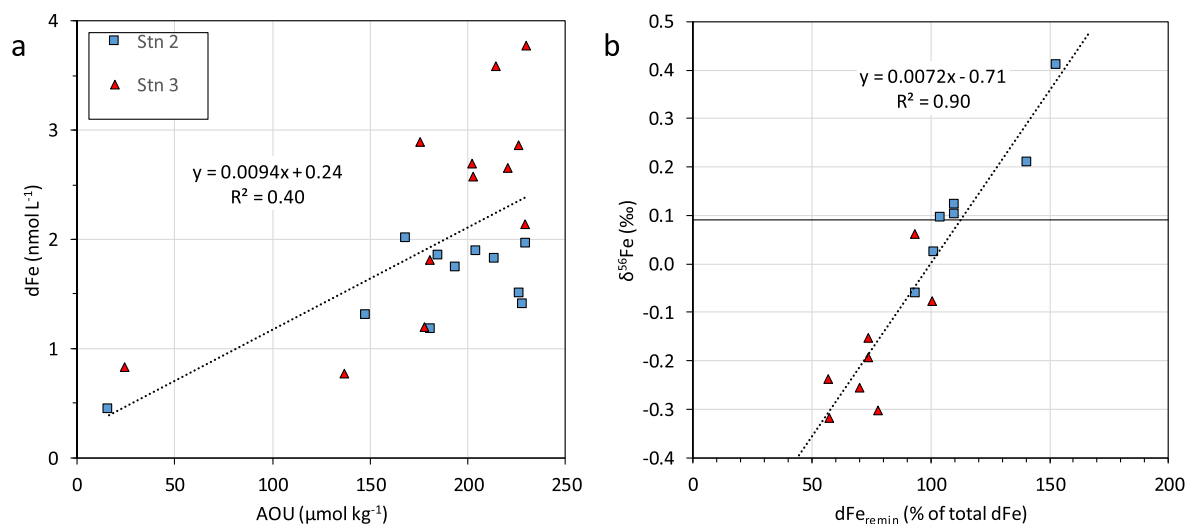 a
Stn 2
Stn 3
y = 0.0094x + 0.24
R² = 0.40
dFe (nmol L⁻¹)
4
3
2
1
0
0 50 100 150 200 250
AOU (µmol kg⁻¹)
b
y = 0.0072x - 0.71
R² = 0.90
δ⁵⁶Fe (‰)
0.5
0.4
0.3
0.2
0.1
0.0
-0.1
-0.2
-0.3
-0.4
0 50 100 150 200
dFeremin (% of total dFe)